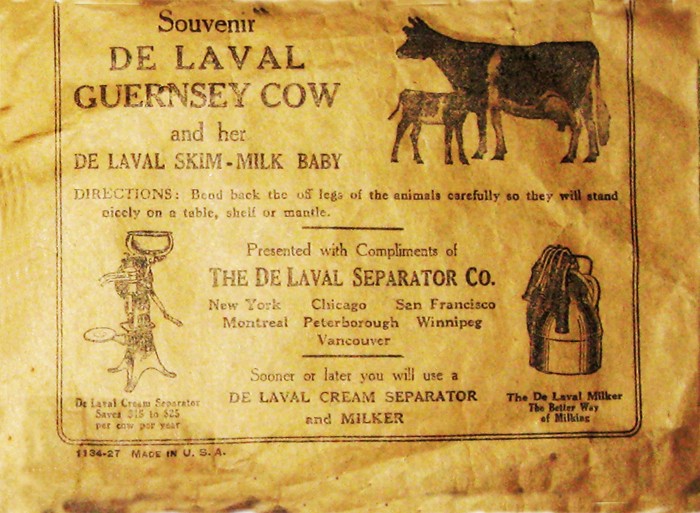 Souvenir
DE LAVAL
GUERNSEY COW
and her
DE LAVAL SKIM-MILK BABY
DIRECTIONS: Bend back the off legs of the animals carefully so they will stand
nicely on a table, shelf or mantle.
Presented with Compliments of
THE DE LAVAL SEPARATOR CO.
New York Chicago San Francisco
Montreal Peterborough Winnipeg
Vancouver
Sooner or later you will use a
DE LAVAL CREAM SEPARATOR
and MILKER
De Laval Cream Separator
Saves $15 to $25
per cow per year
The De Laval Milker
The Better Way
of Milking
1134-27 MADE IN U. S. A.